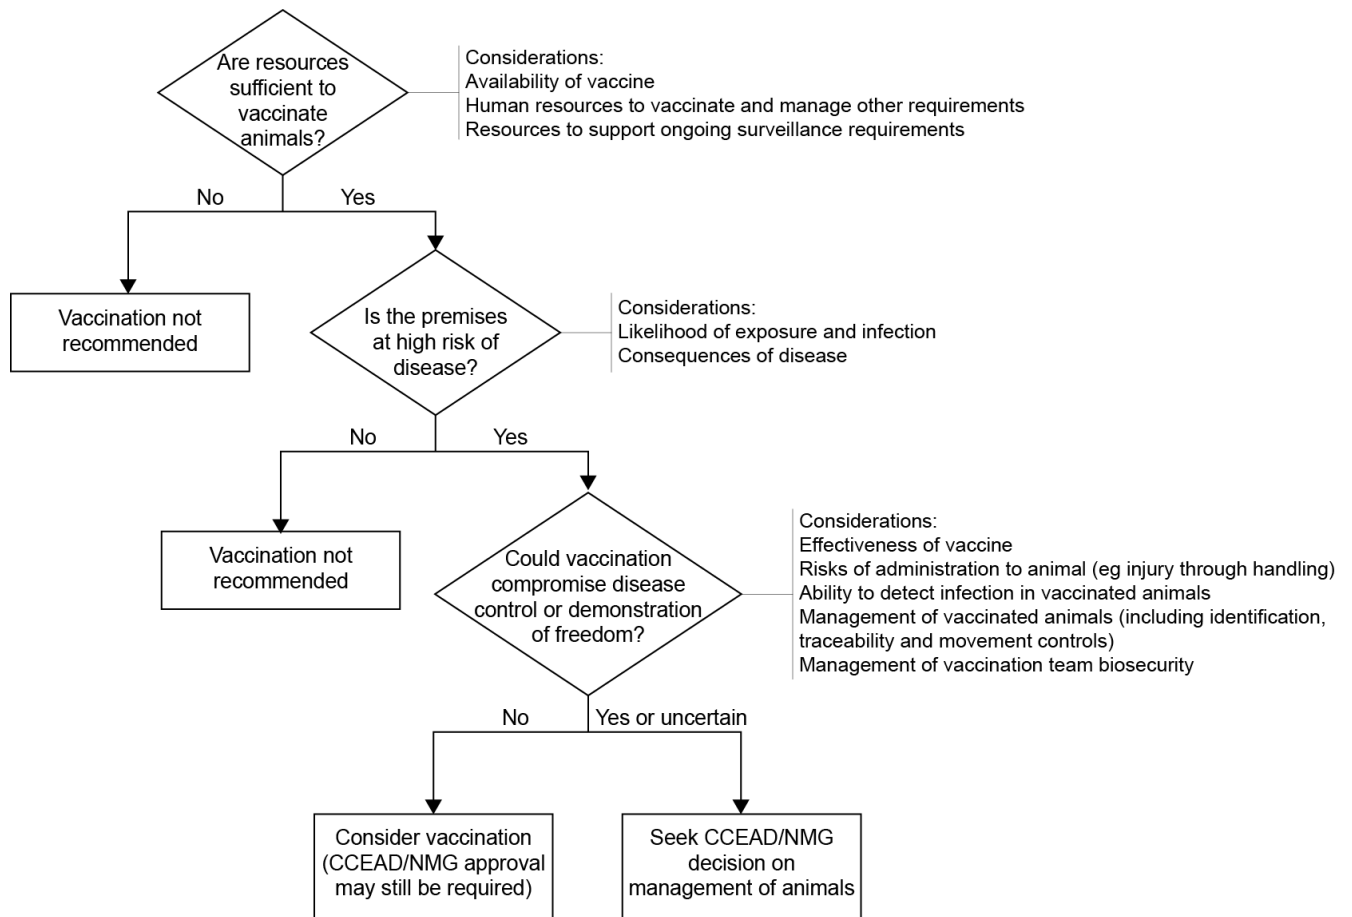 Are resources
sufficient to
vaccinate
animals?
Considerations:
Availability of vaccine
Human resources to vaccinate and manage other requirements
Resources to support ongoing surveillance requirements
No
Yes
Vaccination not
recommended
Is the premises
at high risk of
disease?
Considerations:
Likelihood of exposure and infection
Consequences of disease
No
Yes
Vaccination not
recommended
Could vaccination
compromise disease
control or demonstration
of freedom?
Considerations:
Effectiveness of vaccine
Risks of administration to animal (eg injury through handling)
Ability to detect infection in vaccinated animals
Management of vaccinated animals (including identification,
traceability and movement controls)
Management of vaccination team biosecurity
No
Yes or uncertain
Consider vaccination
(CCEAD/NMG approval
may still be required)
Seek CCEAD/NMG
decision on
management of animals